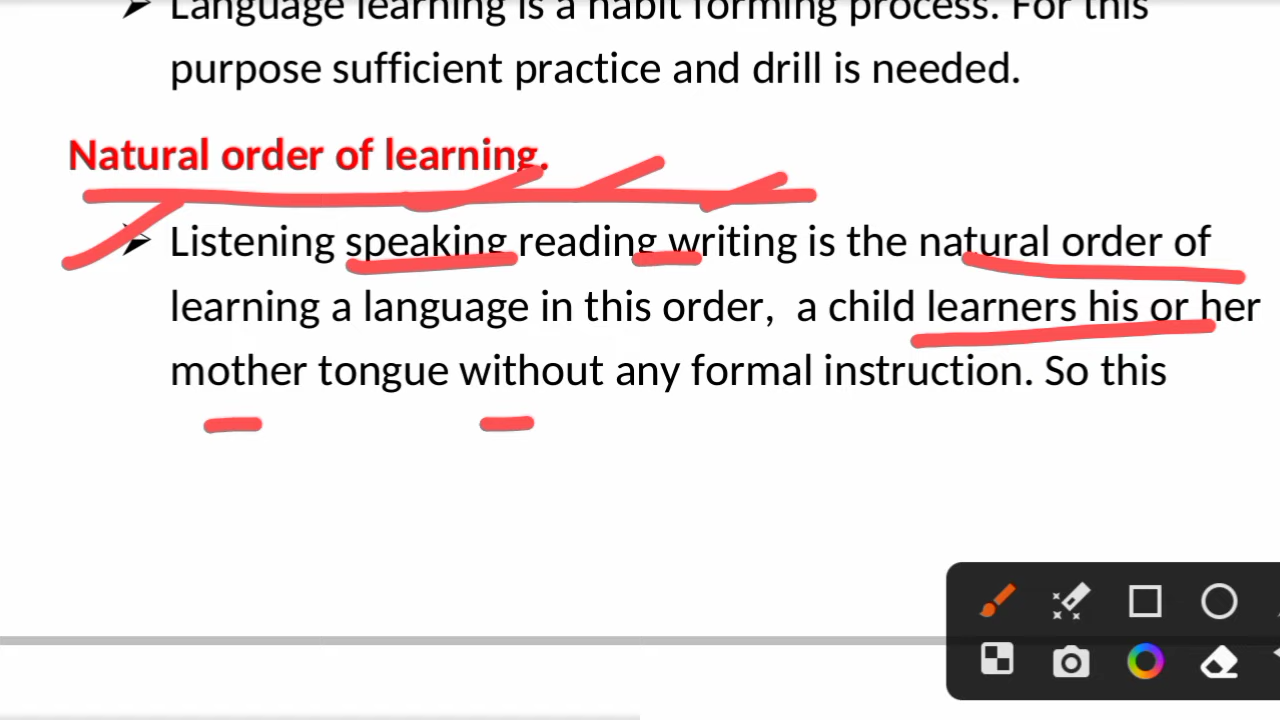 Language learning is a habit forming process. For this
purpose sufficient practice and drill is needed.
Natural order of learning.
Listening speaking reading writing is the natural order of
learning a language in this order,  a child learners his or her
mother tongue without any formal instruction. So this